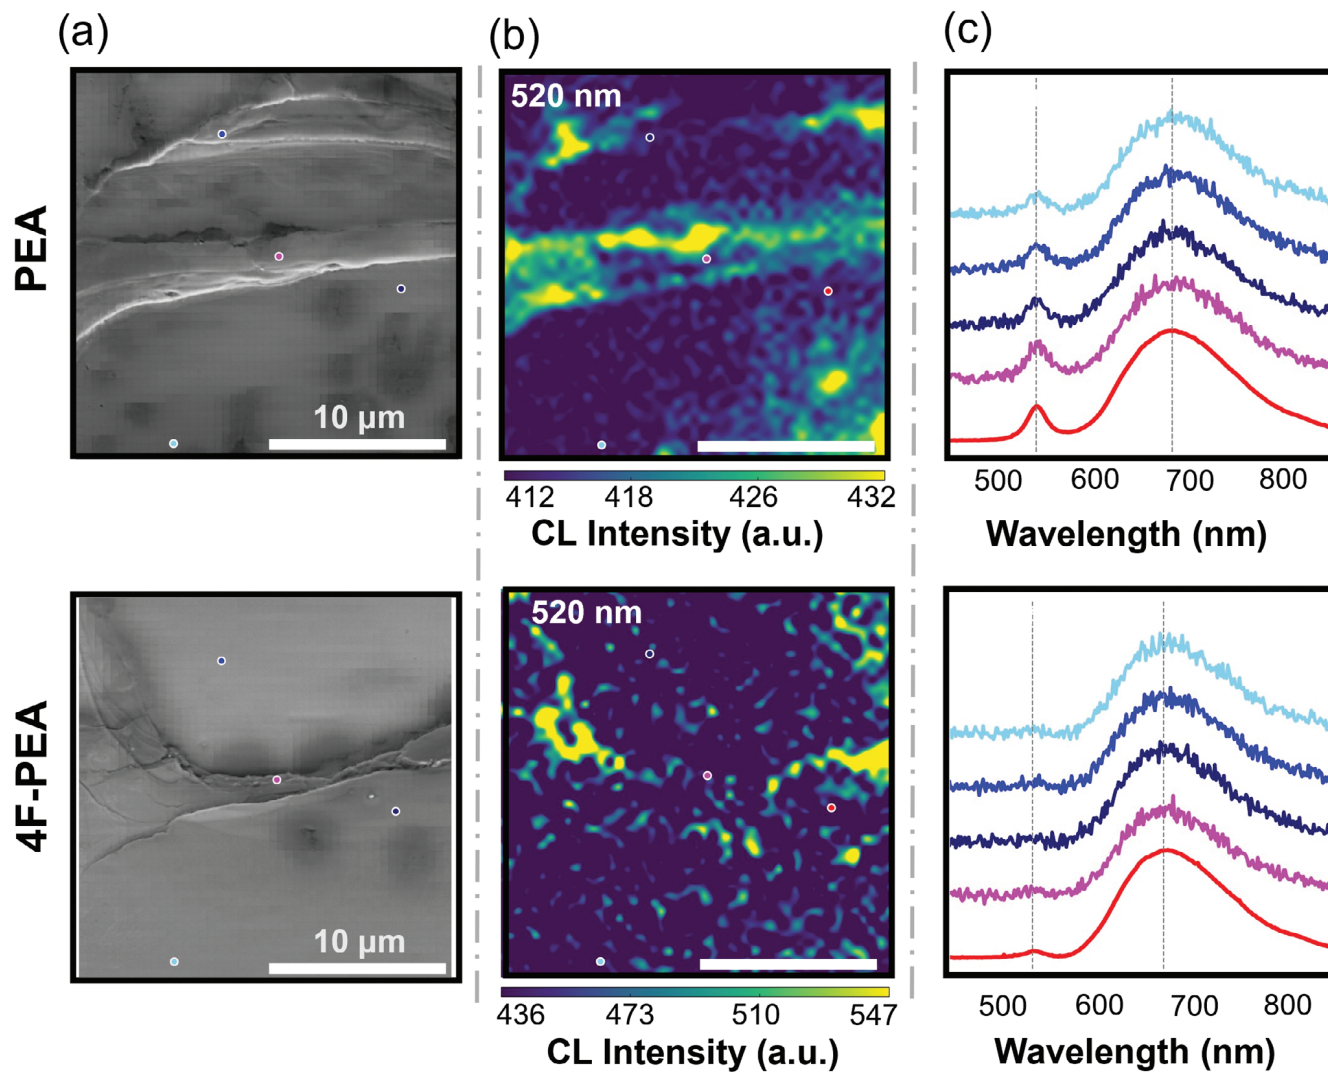 (a)
(b)
(c)
PEA
10 µm
520 nm
412 418 426 432
CL Intensity (a.u.)
500 600 700 800
Wavelength (nm)
4F-PEA
10 µm
520 nm
436 473 510 547
CL Intensity (a.u.)
500 600 700 800
Wavelength (nm)